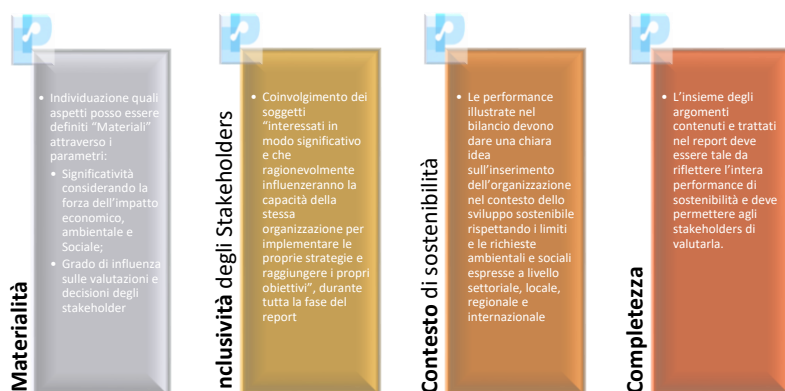 Materialità
• Individuazione quali
aspetti posso essere
definiti "Materiali"
attraverso i
parametri:
• Significatività
considerando la
forza dell'impatto
economico,
ambientale e
Sociale;
• Grado di influenza
sulle valutazioni e
decisioni degli
stakeholder
nclusività degli Stakeholders
• Coinvolgimento dei
soggetti
"interessati in
modo significativo
e che
ragionevolmente
influenzeranno la
capacità della
stessa
organizzazione per
implementare le
proprie strategie e
raggiungere i propri
obiettivi", durante
tutta la fase del
report
Contesto di sostenibilità
• Le performance
illustrate nel
bilancio devono
dare una chiara
idea
sull'inserimento
dell'organizzazione
nel contesto dello
sviluppo sostenibile
rispettando i limiti
e le richieste
ambientali e sociali
espresse a livello
settoriale, locale,
regionale e
internazionale
Completezza
• L'insieme degli
argomenti
contenuti e trattati
nel report deve
essere tale da
riflettere l'intera
performance di
sostenibilità e deve
permettere agli
stakeholders di
valutarla.